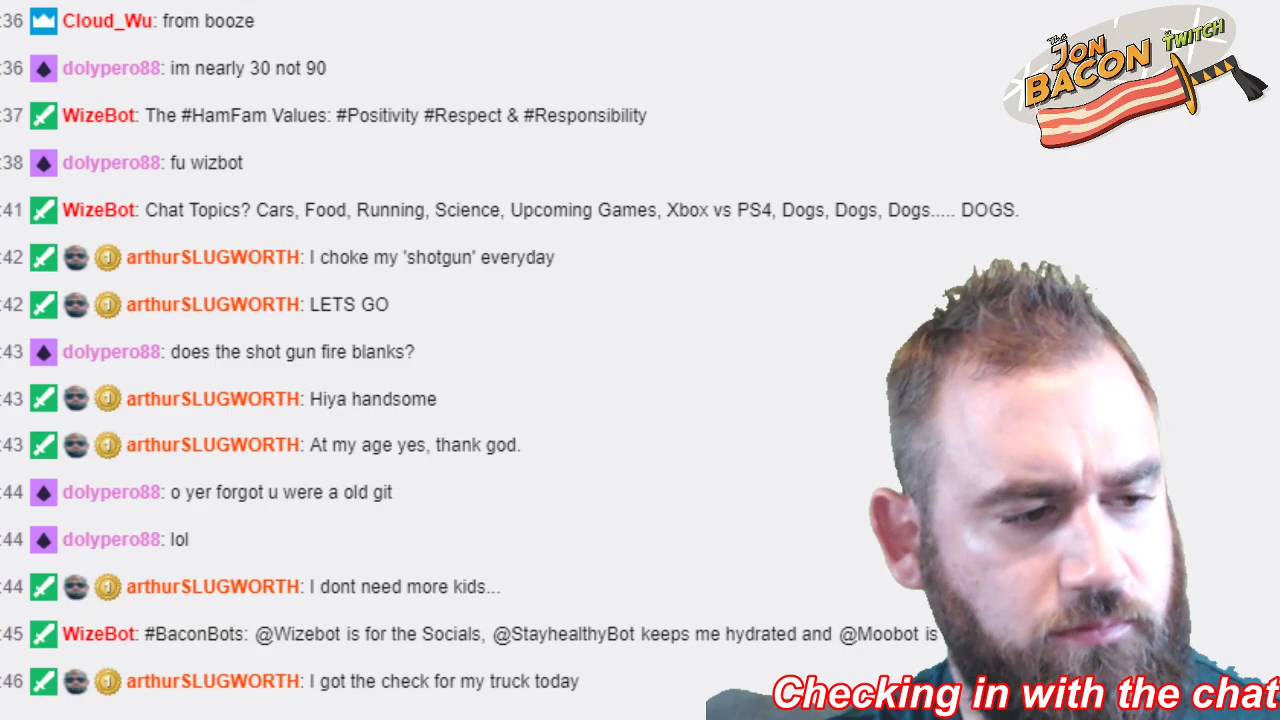 :36 Cloud_Wu: from booze
:36 dolypero88: im nearly 30 not 90
:37 WizeBot: The #HamFam Values: #Positivity #Respect & #Responsibility
:38 dolypero88: fu wizbot
:41 WizeBot: Chat Topics? Cars, Food, Running, Science, Upcoming Games, Xbox vs PS4, Dogs, Dogs, Dogs..... DOGS.
:42 arthurSLUGWORTH: I choke my 'shotgun' everyday
:42 arthurSLUGWORTH: LETS GO
:43 dolypero88: does the shot gun fire blanks?
:43 arthurSLUGWORTH: Hiya handsome
:43 arthurSLUGWORTH: At my age yes, thank god.
:44 dolypero88: o yer forgot u were a old git
:44 dolypero88: lol
:44 arthurSLUGWORTH: I dont need more kids...
:45 WizeBot: #BaconBots: @Wizebot is for the Socials, @StayhealthyBot keeps me hydrated and @Moobot is
:46 arthurSLUGWORTH: I got the check for my truck today
JON
BACON
TWITCH
Checking in with the chat